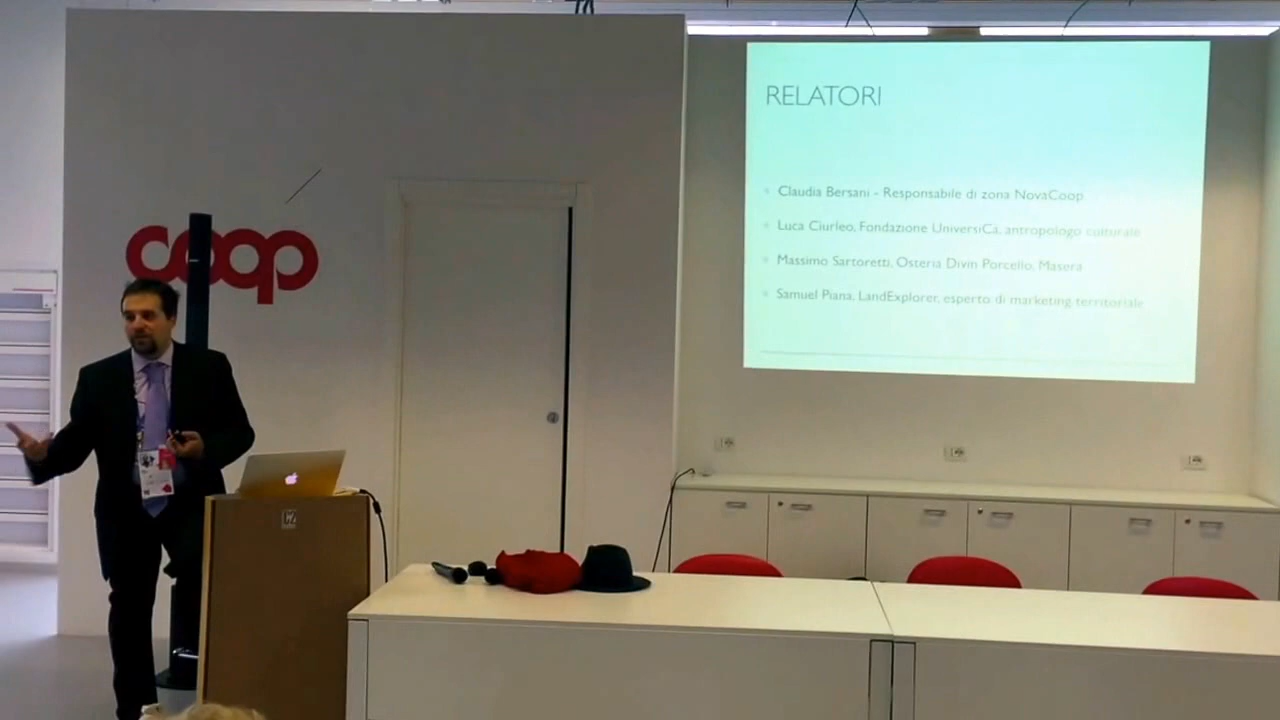 coop
RELATORI
Claudia Bersani - Responsabile di zona NovaCoop
Luca Ciurleo, Fondazione UniversiCà, antropologo culturale
Massimo Sartoretti, Osteria Divin Porcello, Masera
Samuel Piana, LandExplorer, esperto di marketing territoriale